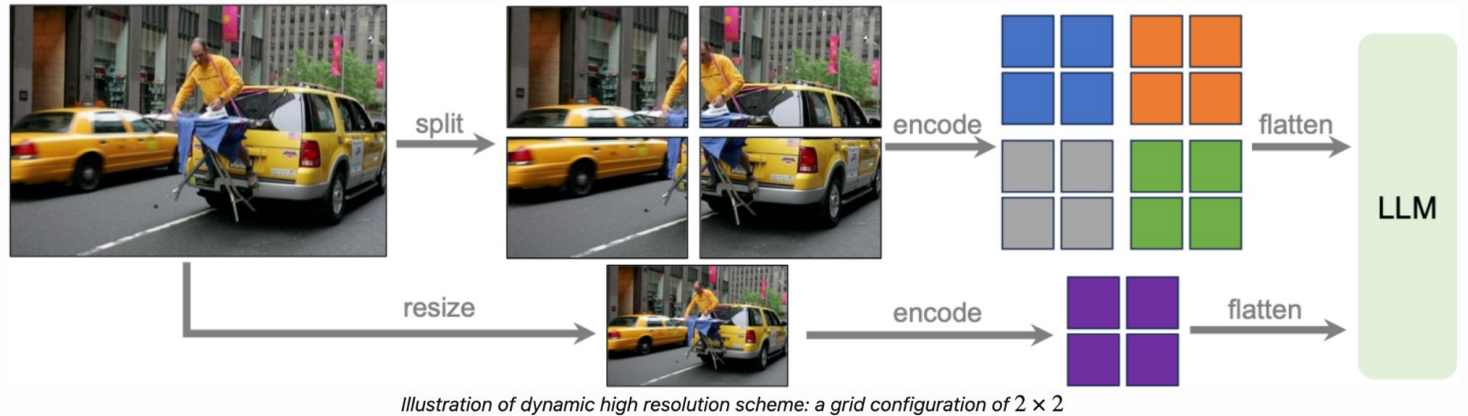 split
encode
flatten
LLM
resize
encode
flatten
Illustration of dynamic high resolution scheme: a grid configuration of 2 × 2